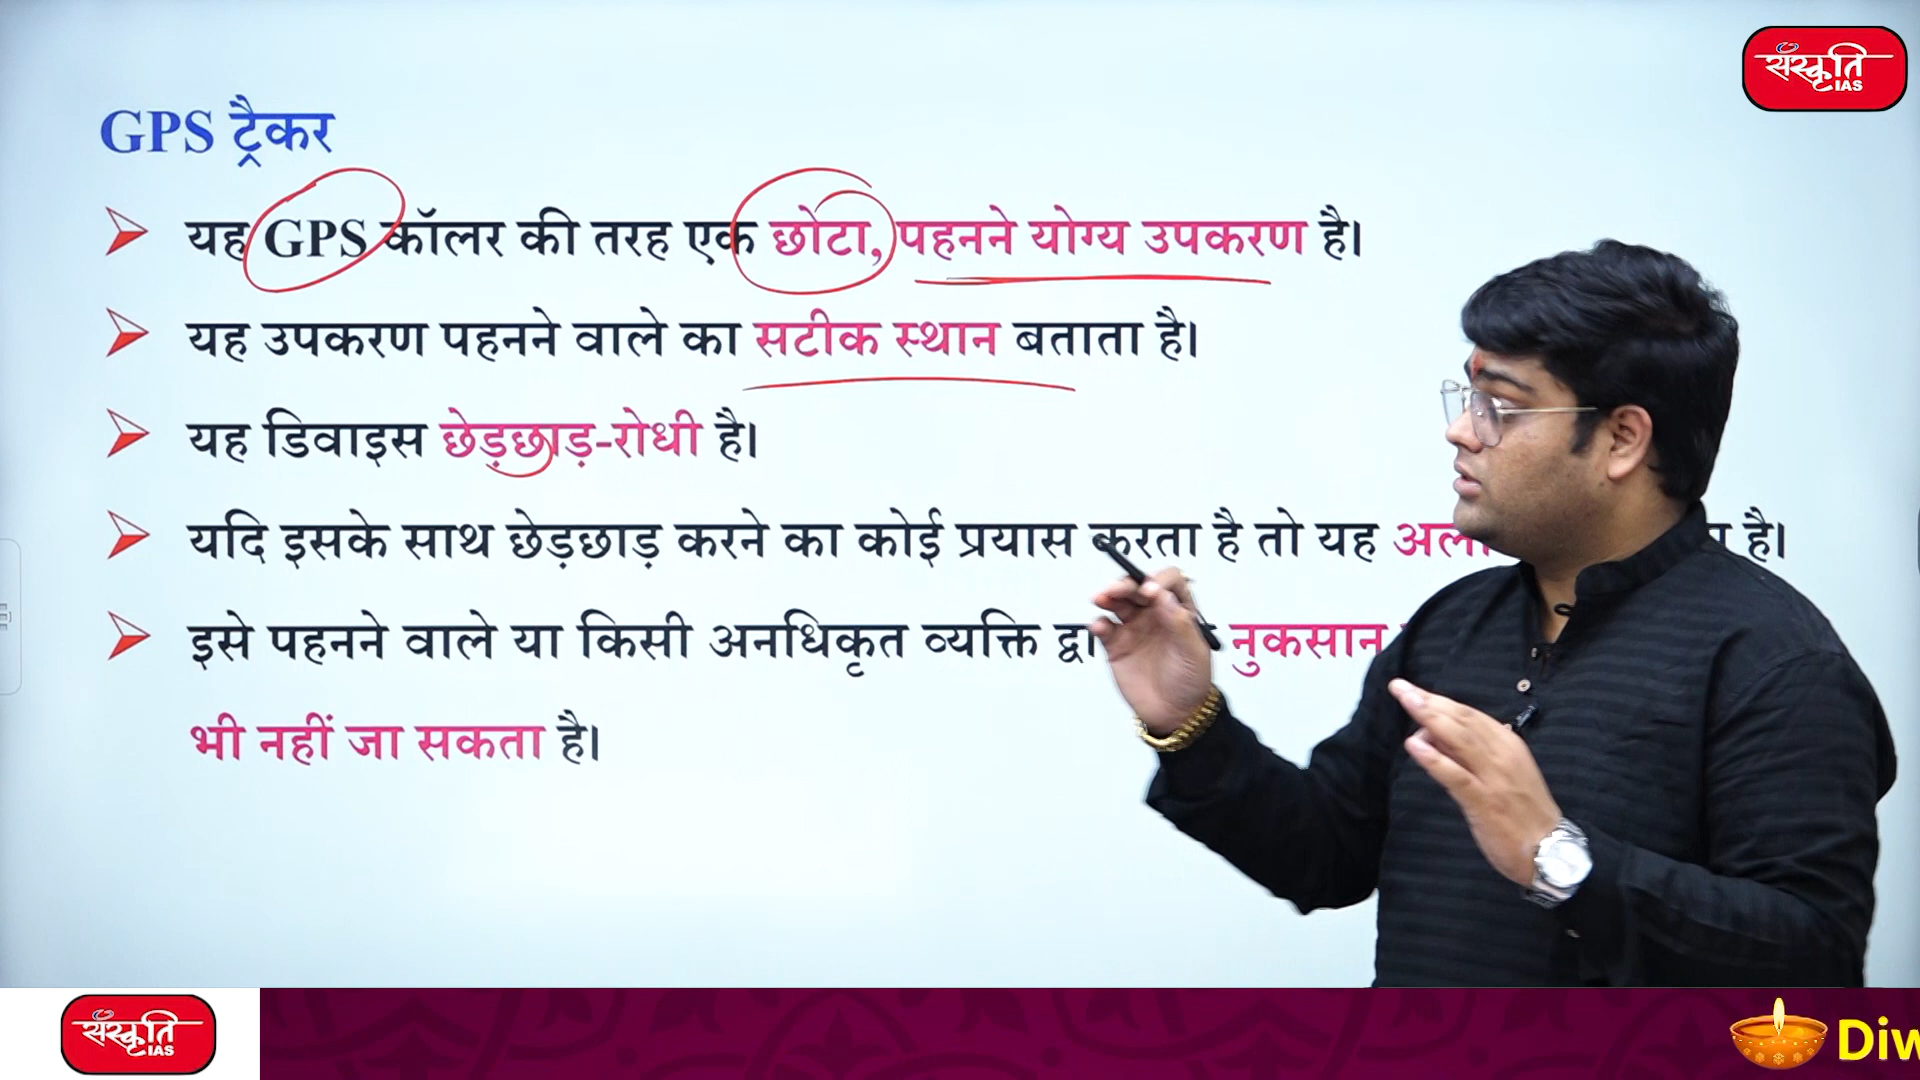 संस्कृति
IAS
GPS ट्रैकर
यह GPS कॉलर की तरह एक छोटा, पहनने योग्य उपकरण है।
यह उपकरण पहनने वाले का सटीक स्थान बताता है।
यह डिवाइस छेड़छाड़-रोधी है।
यदि इसके साथ छेड़छाड़ करने का कोई प्रयास करता है तो यह है।
इसे पहनने वाले या किसी अनधिकृत व्यक्ति नुकसान
भी नहीं जा सकता है।
संस्कृति
IAS
Diw